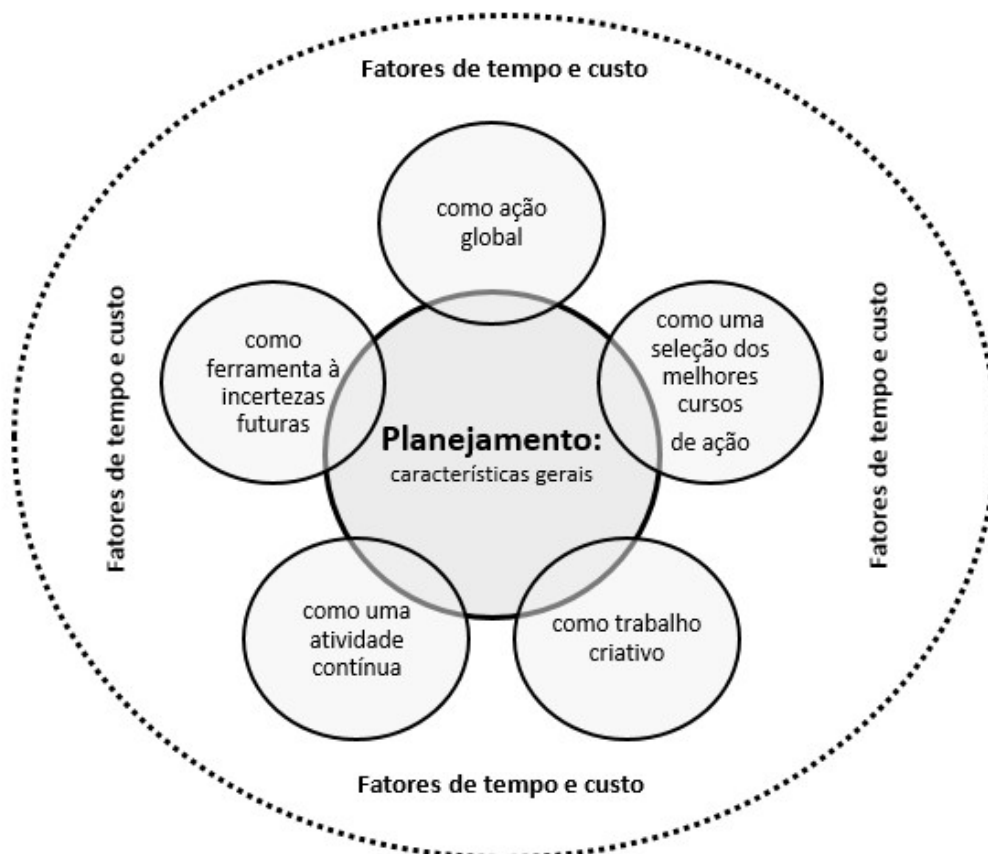 Fatores de tempo e custo
como ação
global
Fatores de tempo e custo
como
ferramenta à
incertezas
futuras
como uma
seleção dos
melhores
cursos
de ação
Fatores de tempo e custo
Planejamento:
característícas gerais
como uma
atividade
contínua
como trabalho
criativo
Fatores de tempo e custo